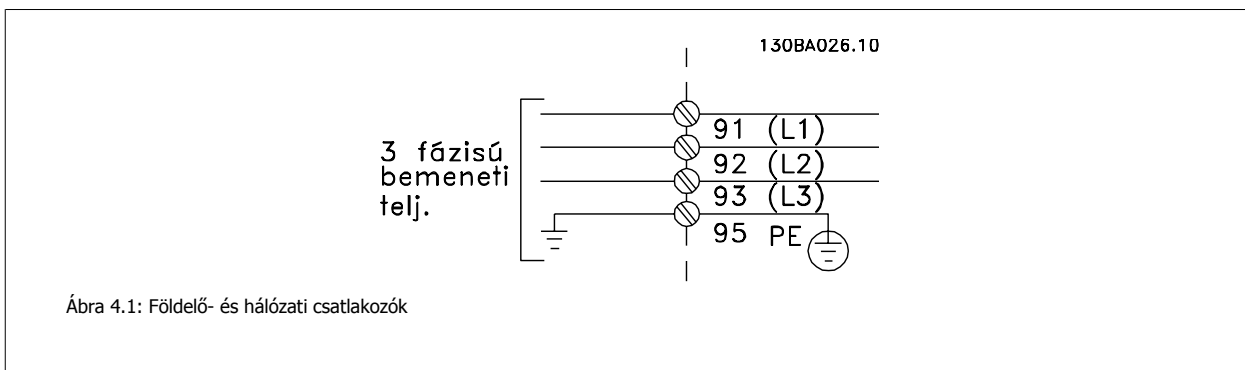 130BA026.10
3 fázisú
bemeneti
telj.
91 (L1)
92 (L2)
93 (L3)
95 PE
Ábra 4.1: Földelő- és hálózati csatlakozók